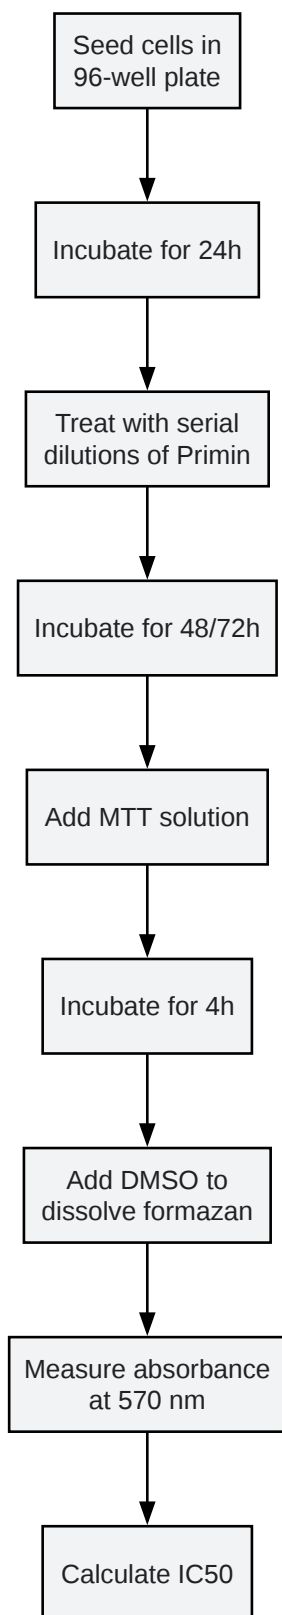 Seed cells in
96-well plate
Incubate for 24h
Treat with serial
dilutions of Primin
Incubate for 48/72h
Add MTT solution
Incubate for 4h
Add DMSO to
dissolve formazan
Measure absorbance
at 570 nm
Calculate IC50